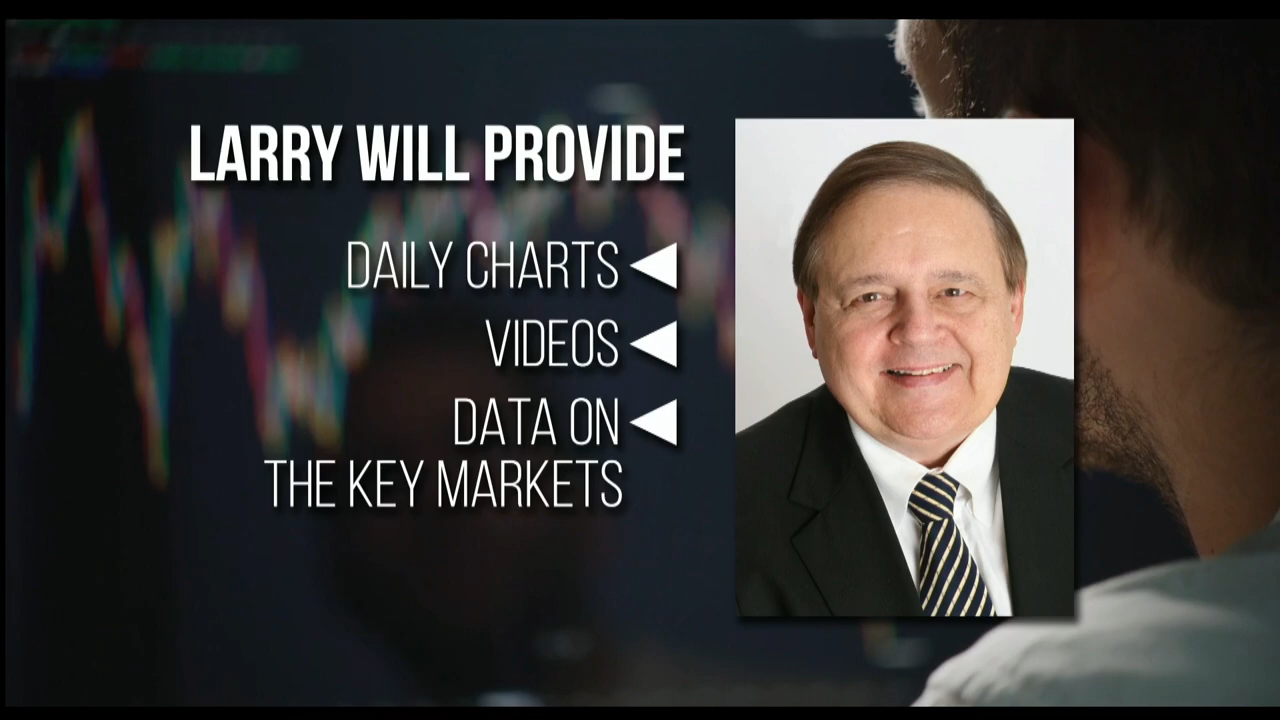 LARRY WILL PROVIDE
DAILY CHARTS
VIDEOS
DATA ON
THE KEY MARKETS